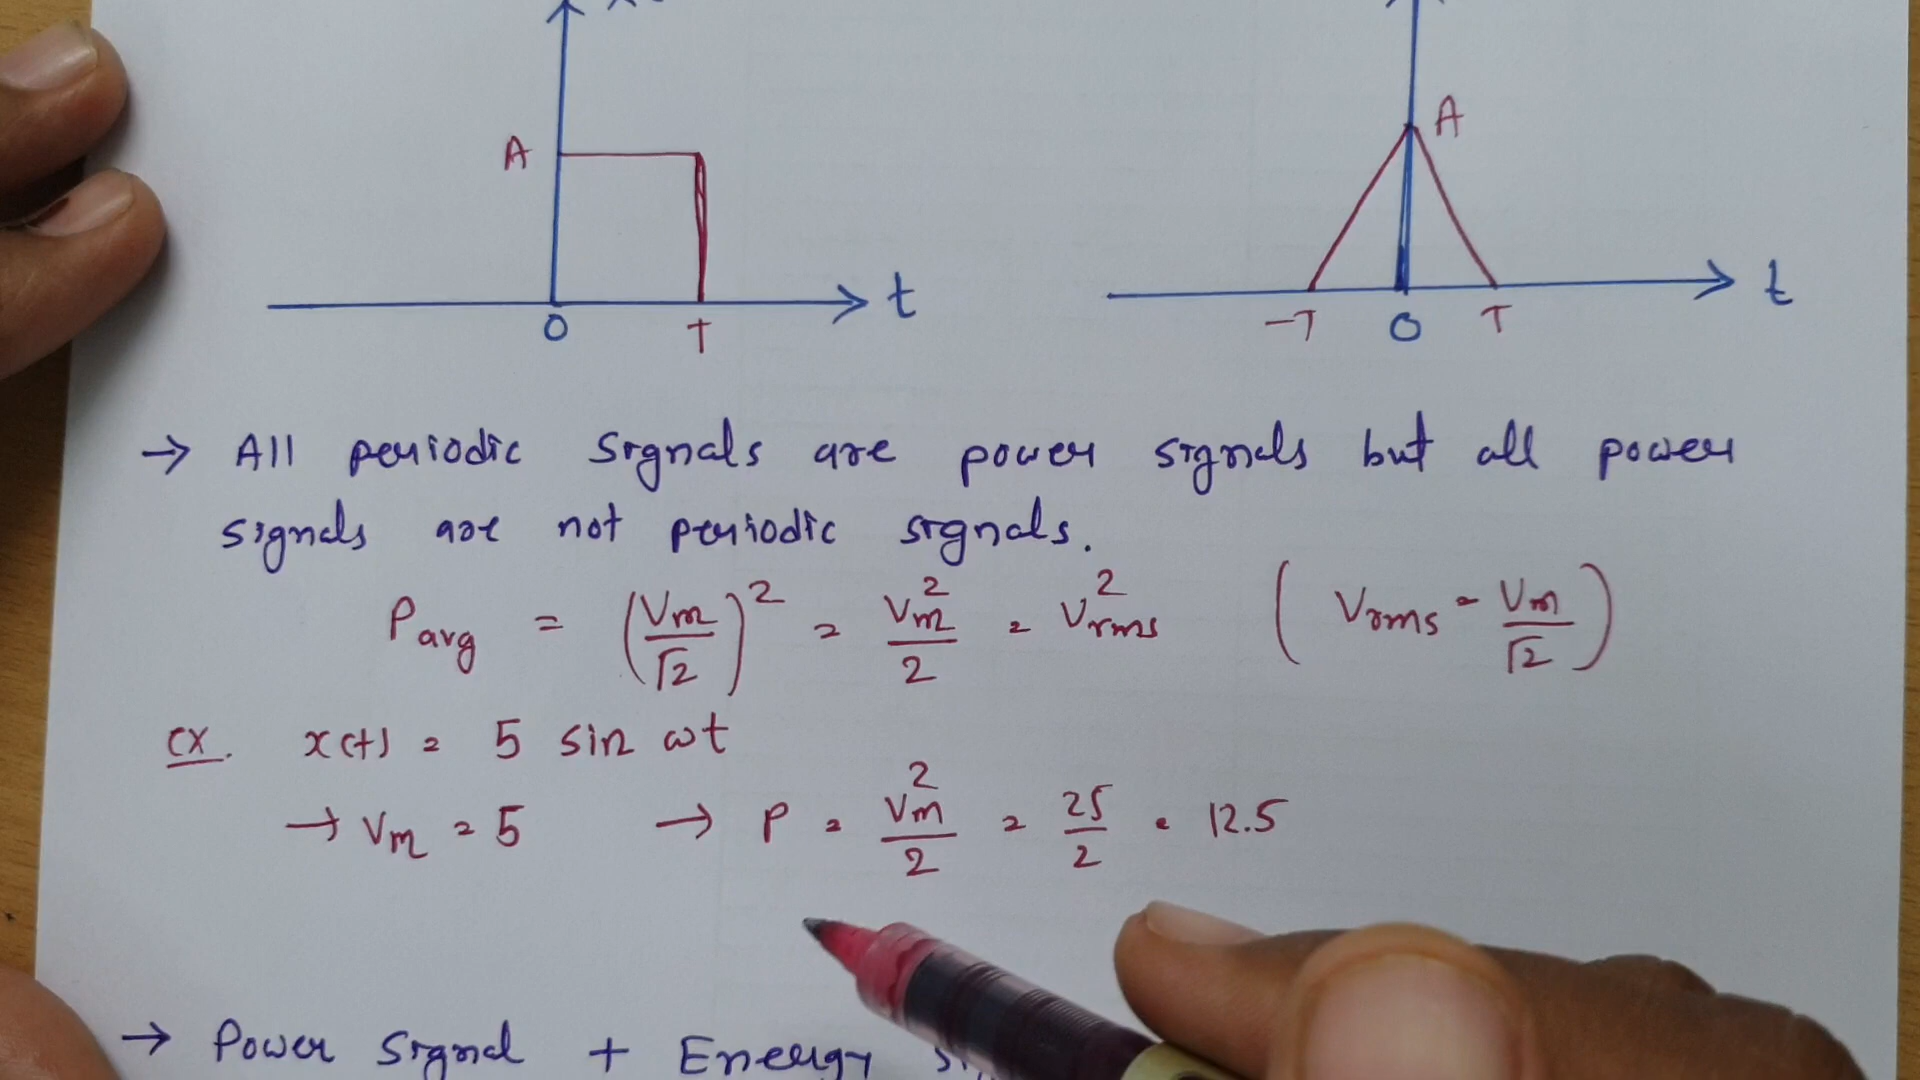 A
A
t
t
0
T
-T
0
T
→ All periodic signals are power signals but all power
signals are not periodic signals.
Pavg = (Vm/√2)² = Vm²/2 = Vrms² (Vrms = Vm/√2)
Ex. x(t) = 5 sin ωt
→ Vm = 5 → P = Vm²/2 = 25/2 = 12.5
→ Power Signal + Energy